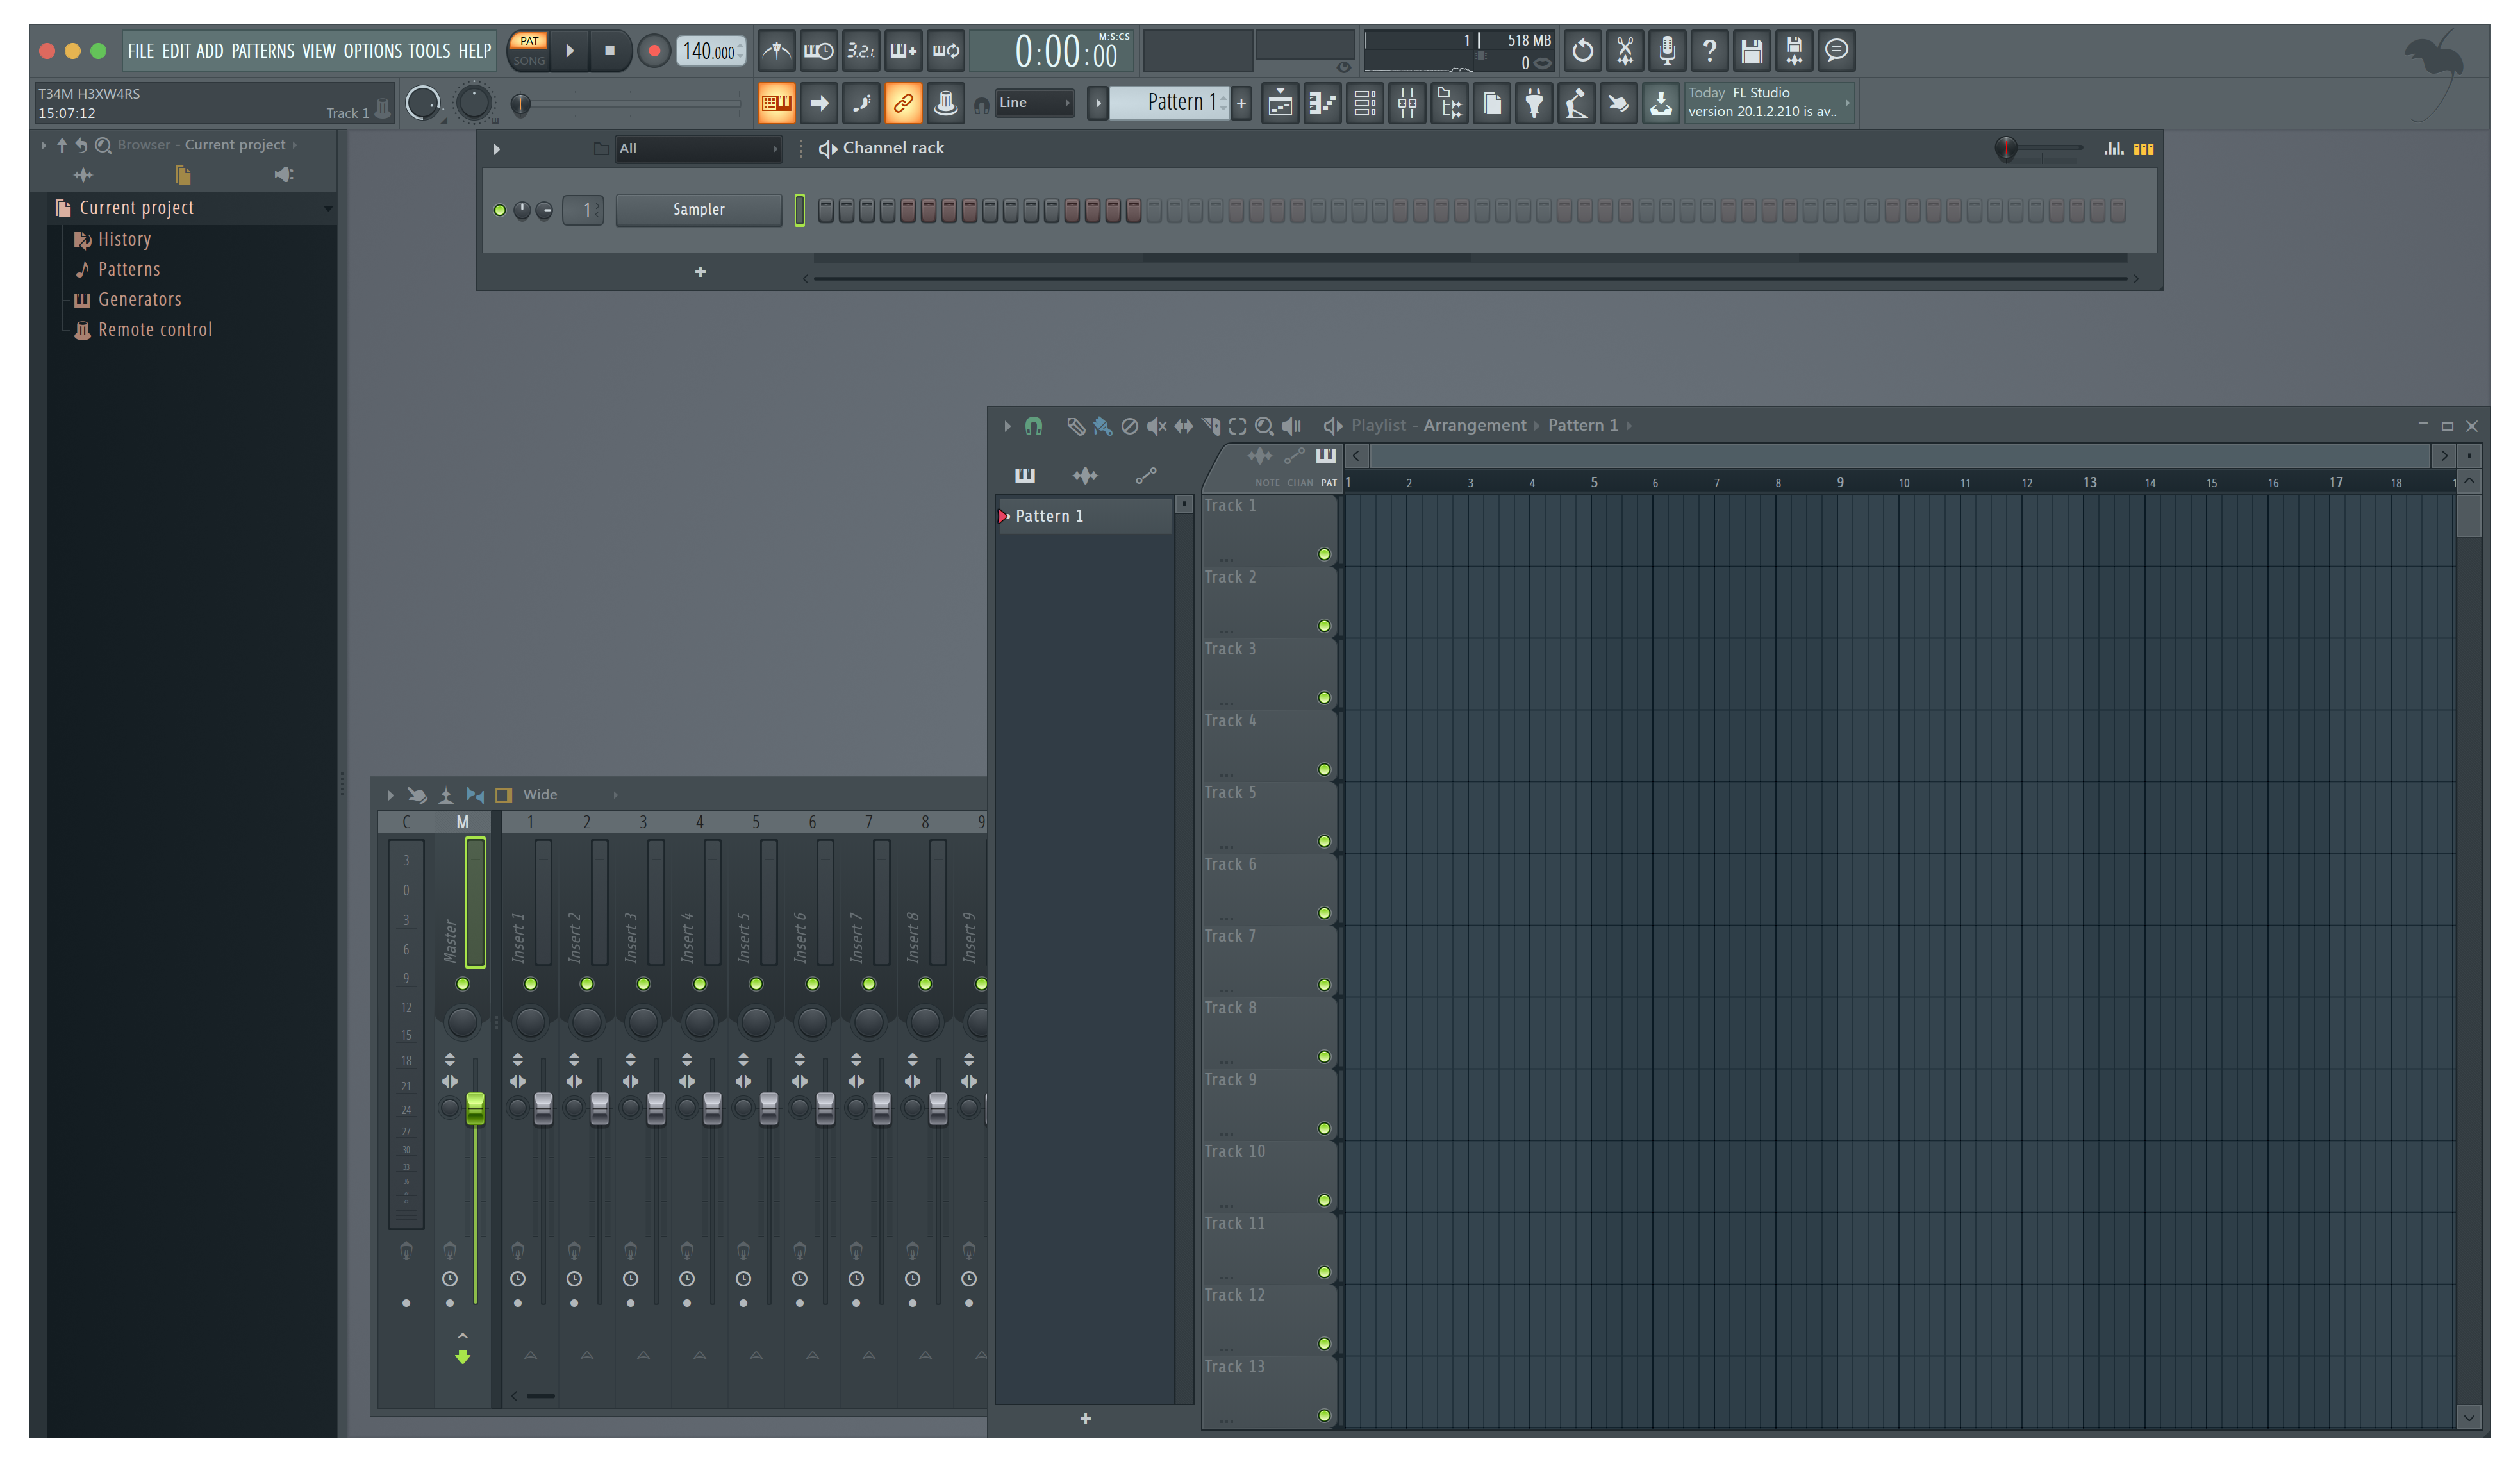 FILE EDIT ADD PATTERNS VIEW OPTIONS TOOLS HELP
PAT
SONG
140.000
3.2.
0:00:00
M:S:CS
1
518 MB
0
T34M H3XW4RS
15:07:12
Track 1
Line
Pattern 1
+
Today FL Studio
version 20.1.2.210 is av..
Browser - Current project
Current project
History
Patterns
Generators
Remote control
All
Channel rack
1
Sampler
+
Playlist - Arrangement Pattern 1
NOTE CHAN PAT
1 2 3 4 5 6 7 8 9 10 11 12 13 14 15 16 17 18 1
Pattern 1
+
Track 1
Track 2
Track 3
Track 4
Track 5
Track 6
Track 7
Track 8
Track 9
Track 10
Track 11
Track 12
Track 13
Wide
C M 1 2 3 4 5 6 7 8 9
3
0
3
6
9
12
15
18
21
24
27
30
33
Master
Insert 1
Insert 2
Insert 3
Insert 4
Insert 5
Insert 6
Insert 7
Insert 8
Insert 9